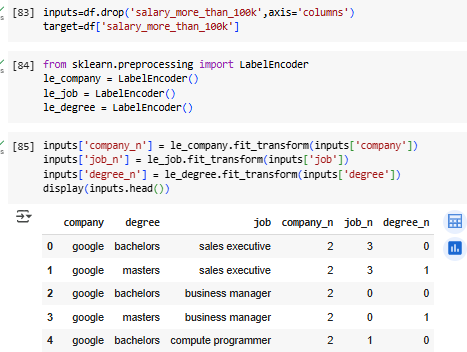 [83] inputs=df.drop('salary_more_than_100k',axis='columns')
target=df['salary_more_than_100k']
[84] from sklearn.preprocessing import LabelEncoder
le_company = LabelEncoder()
le_job = LabelEncoder()
le_degree = LabelEncoder()
[85] inputs['company_n'] = le_company.fit_transform(inputs['company'])
inputs['job_n'] = le_job.fit_transform(inputs['job'])
inputs['degree_n'] = le_degree.fit_transform(inputs['degree'])
display(inputs.head())
company degree job company_n job_n degree_n
0 google bachelors sales executive 2 3 0
1 google masters sales executive 2 3 1
2 google bachelors business manager 2 0 0
3 google masters business manager 2 0 1
4 google bachelors compute programmer 2 1 0